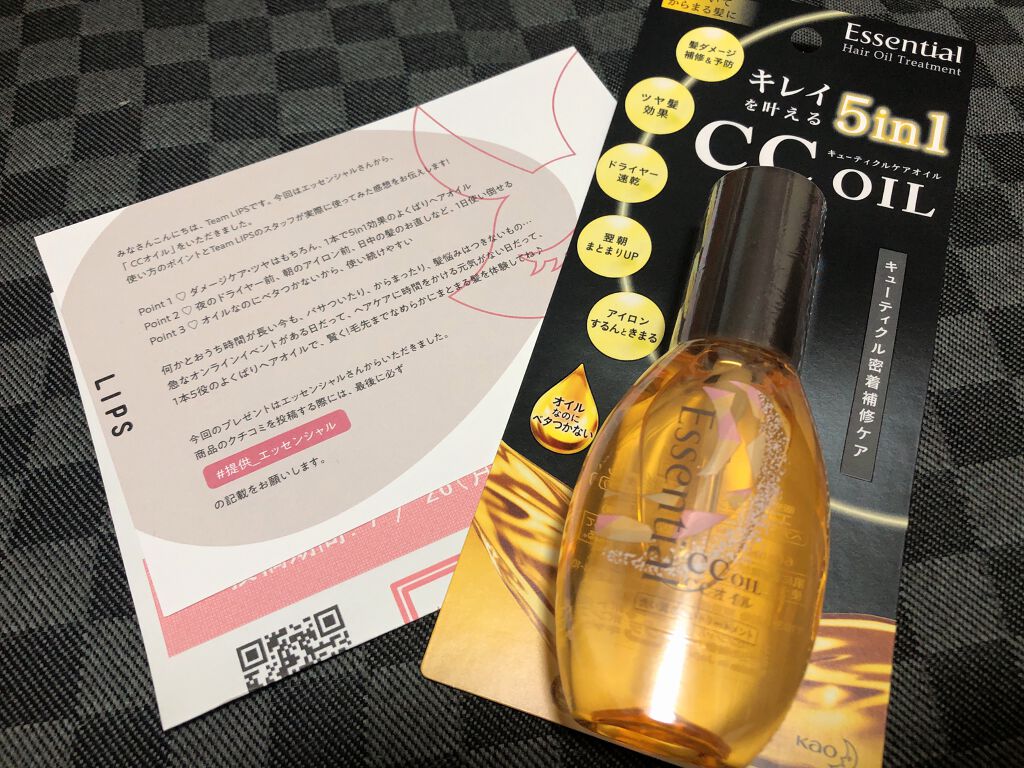 みなさんこんにちは、Team LIPSです。今回はエッセンシャルさんから、
「 CCオイル」をいただきました。
使い方のポイントとTeam LIPSのスタッフが実際に使ってみた感想をお伝えします!
Point 1 ♡ ダメージケア・ツヤはもちろん、1本で5in1効果のよくばりヘアオイル
Point 2 ♡ 夜のドライヤー前、朝のアイロン前、日中の髪のお直しなど、1日使い倒せる
Point 3 ♡ オイルなのにベタつかないから、使い続けやすい
何かとおうち時間が長い今も、パサついたり、からまったり、髪悩みはつきないもの…
急なオンラインイベントがある日だって、ヘアケアに時間をかける元気がない日だって、
1本5役のよくばりヘアオイルで、賢く!毛先までなめらかにまとまる髪を体験してね♪
今回のプレゼントはエッセンシャルさんからいただきました。
商品のクチコミを投稿する際には、最後に必ず
#提供_エッセンシャル
の記載をお願いします。
LIPS
からまる髪に
Essential
Hair Oil Treatment
髪ダメージ
補修&予防
ツヤ髪
効果
ドライヤー
速乾
翌朝
まとまりUP
アイロン
するんときまる
オイル
なのに
ベタつかない
キレイ
を叶える
5in1
キューティクルケアオイル
CC OIL
キューティクル密着補修ケア
Essential
CC OIL
CCオイル
Kao